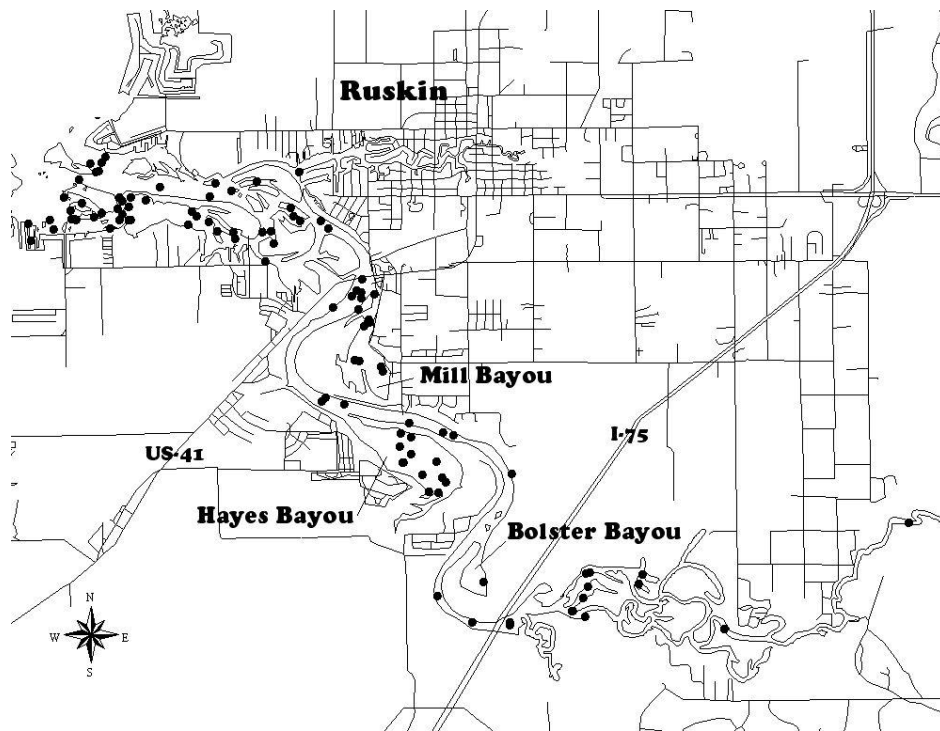 Ruskin
Mill Bayou
I-75
US-41
Hayes Bayou
Bolster Bayou
N
W E
S